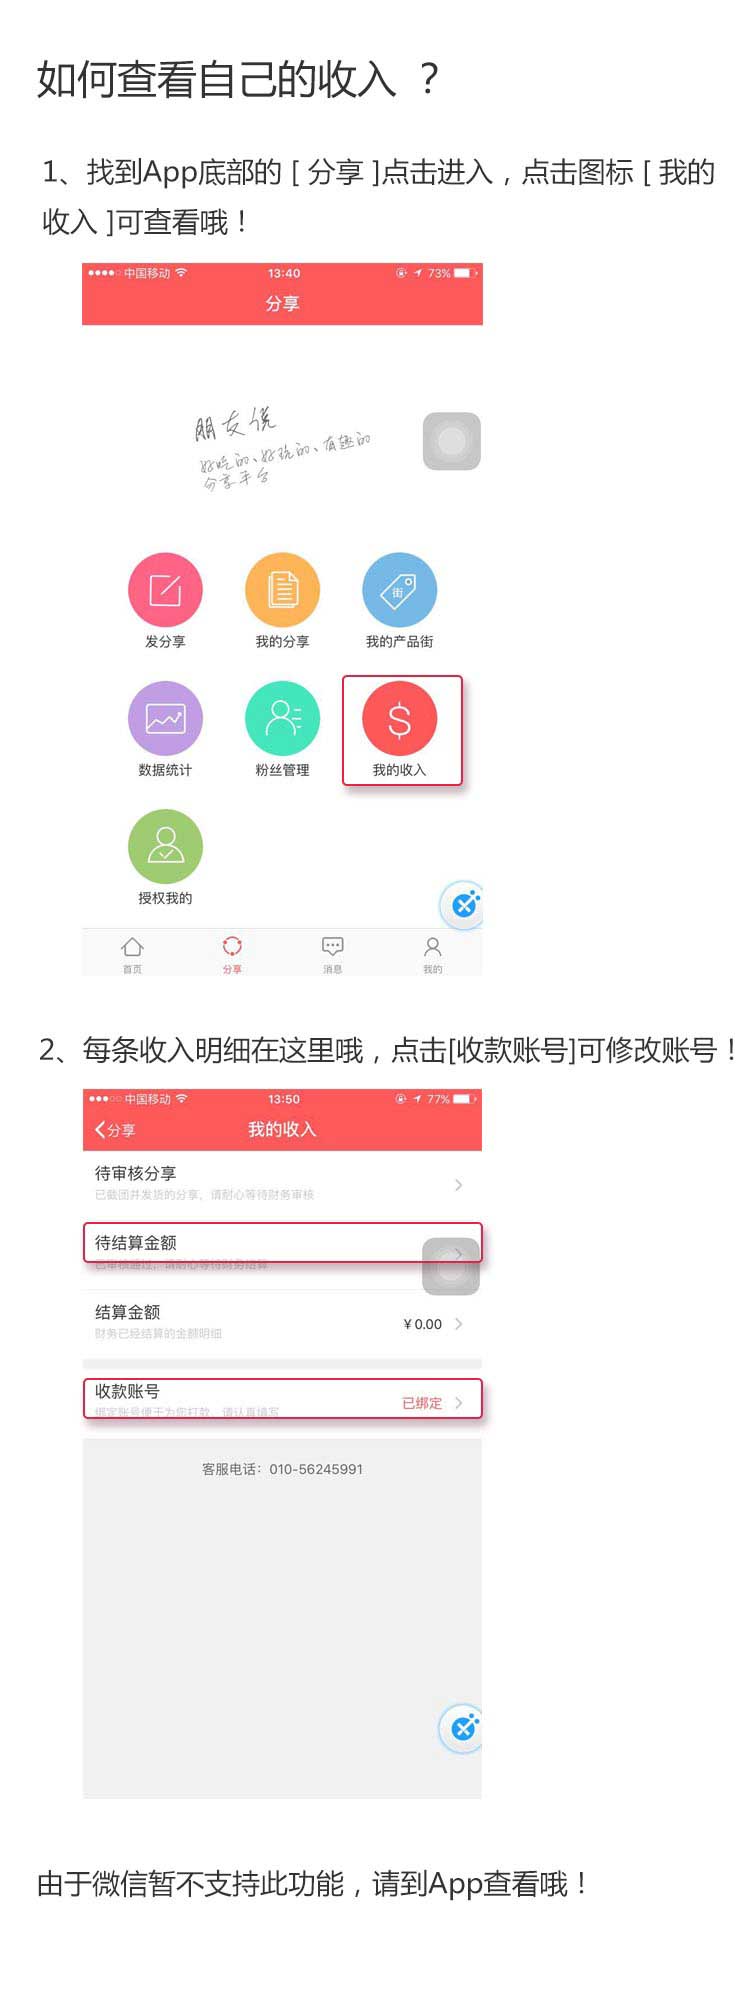 如何查看自己的收入 ？
1、找到App底部的 [ 分享 ]点击进入，点击图标 [ 我的
收入 ]可查看哦！
中国移动 13:40 73%
分享
朋友说
好吃的、好玩的、有趣的
分享平台
发分享 我的分享 街 我的产品街
数据统计 粉丝管理 $ 我的收入
授权我的
首页 分享 消息 我的
2、每条收入明细在这里哦，点击[收款账号]可修改账号！
中国移动 13:50 77%
分享 我的收入
待审核分享
已截团并发货的分享，请耐心等待财务审核
待结算金额
已审核通过，请耐心等待财务结算
结算金额
¥0.00
财务已经结算的金额明细
收款账号
已绑定
绑定账号便于为您打款，请认真填写
客服电话：010-56245991
由于微信暂不支持此功能，请到App查看哦！